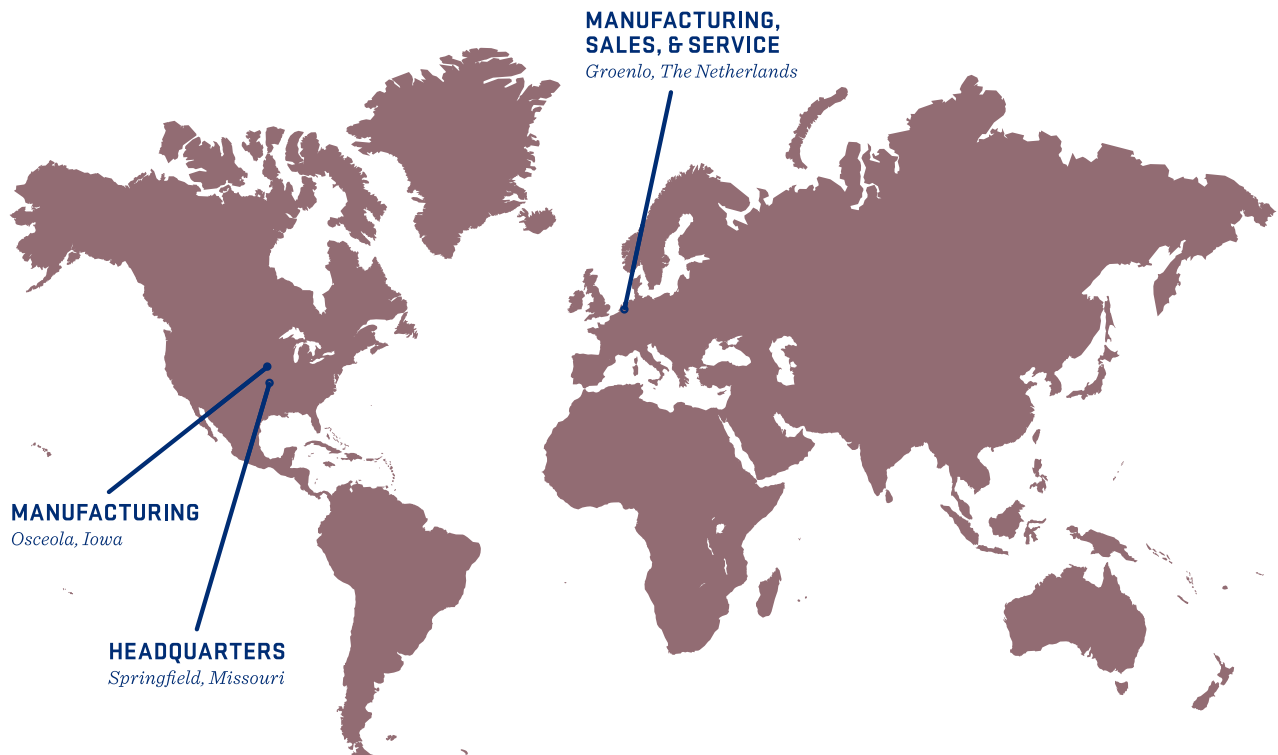 MANUFACTURING,
SALES, & SERVICE
Groenlo, The Netherlands
MANUFACTURING
Osceola, Iowa
HEADQUARTERS
Springfield, Missouri